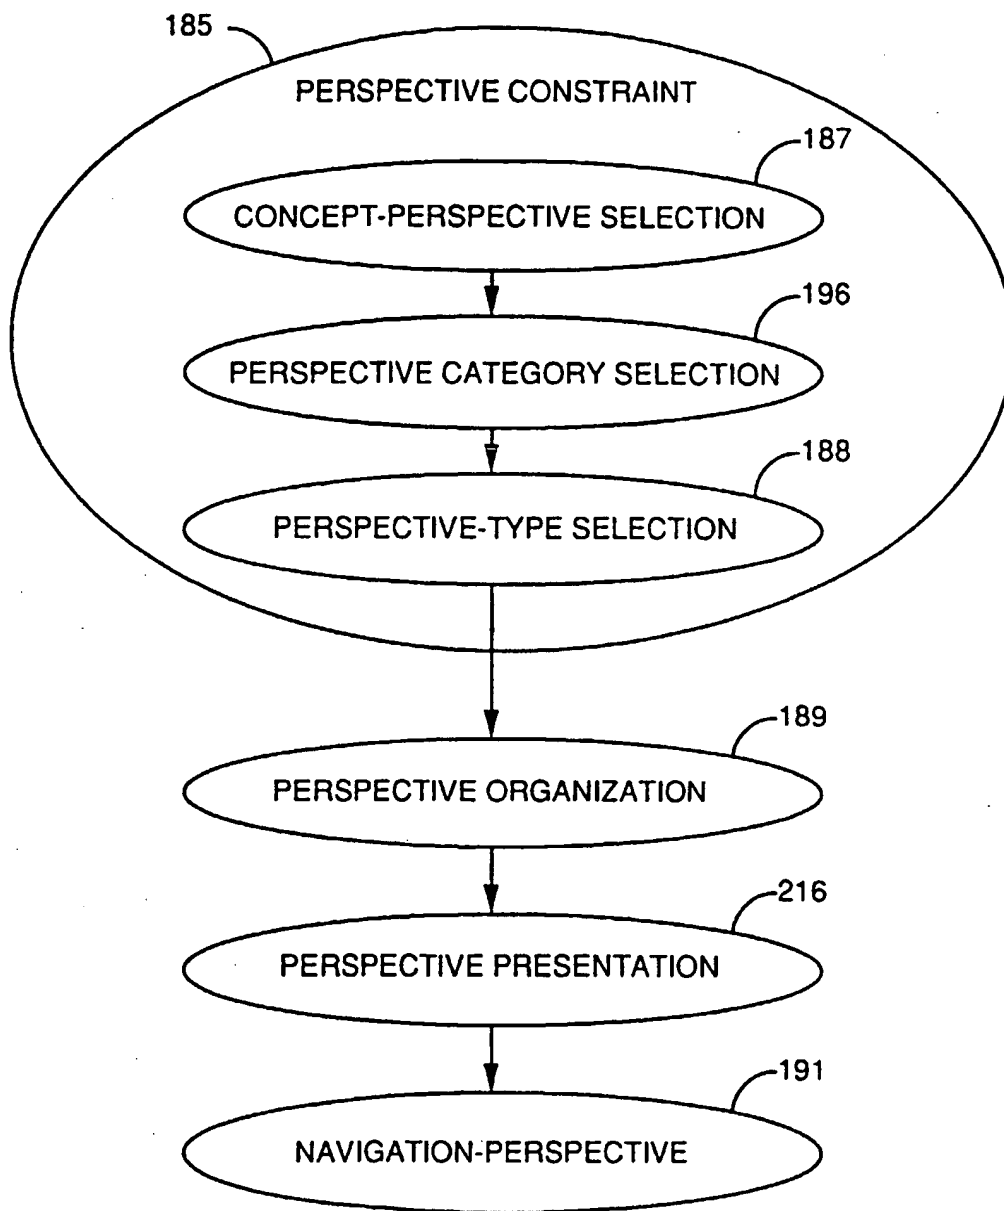 185
PERSPECTIVE CONSTRAINT
187
CONCEPT-PERSPECTIVE SELECTION
196
PERSPECTIVE CATEGORY SELECTION
188
PERSPECTIVE-TYPE SELECTION
189
PERSPECTIVE ORGANIZATION
216
PERSPECTIVE PRESENTATION
191
NAVIGATION-PERSPECTIVE